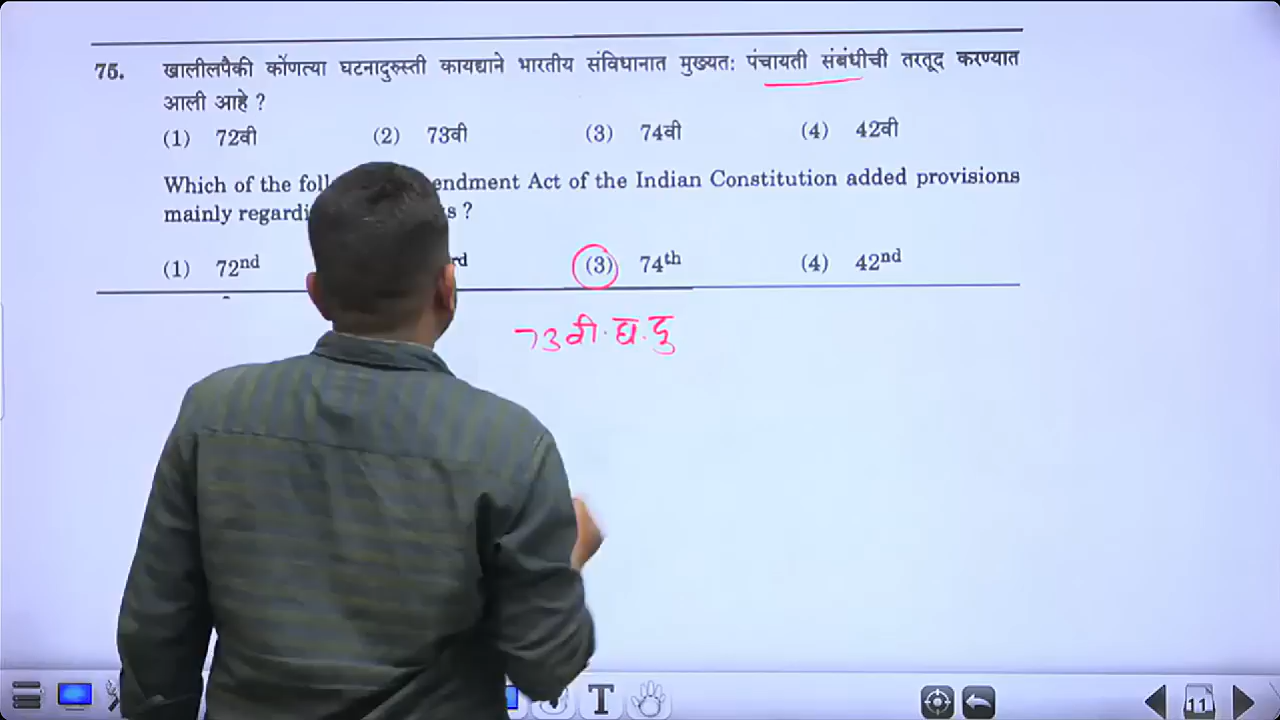 75. खालीलपैकी कोणत्या घटनादुरुस्ती कायद्याने भारतीय संविधानात मुख्यतः पंचायती संबंधीची तरतूद करण्यात
आली आहे ?
(1) 72वी (2) 73वी (3) 74वी (4) 42वी
Which of the foll endment Act of the Indian Constitution added provisions
mainly regardi s ?
(1) 72nd rd (3) 74th (4) 42nd
73वी. घ. दु
T
11